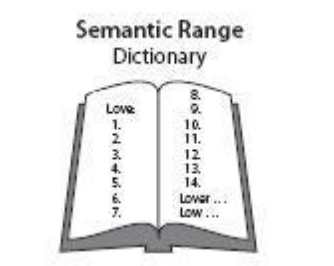 Semantic Range
Dictionary
Love
1.
2.
3.
4.
5.
6.
7.
8.
9.
10.
11.
12.
13.
14.
Lover ...
Low ...